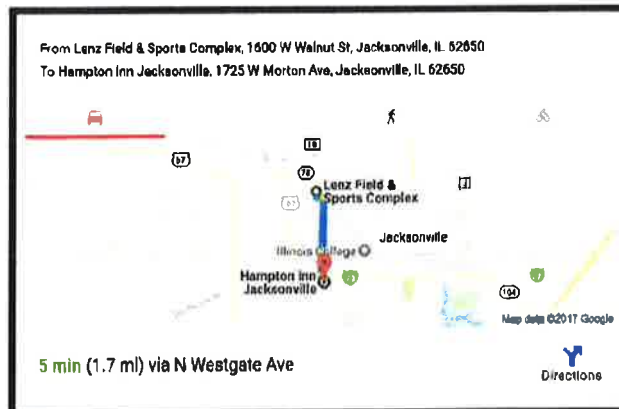 From Lenz Field & Sports Complex, 1600 W Walnut St, Jacksonville, IL 62650
To Hampton Inn Jacksonville, 1725 W Morton Ave, Jacksonville, IL 62650
67
78
Lenz Field &
Sports Complex
Jacksonville
Illinois College
Hampton Inn
Jacksonville
104
Map data ©2017 Google
5 min (1.7 mi) via N Westgate Ave
Directions